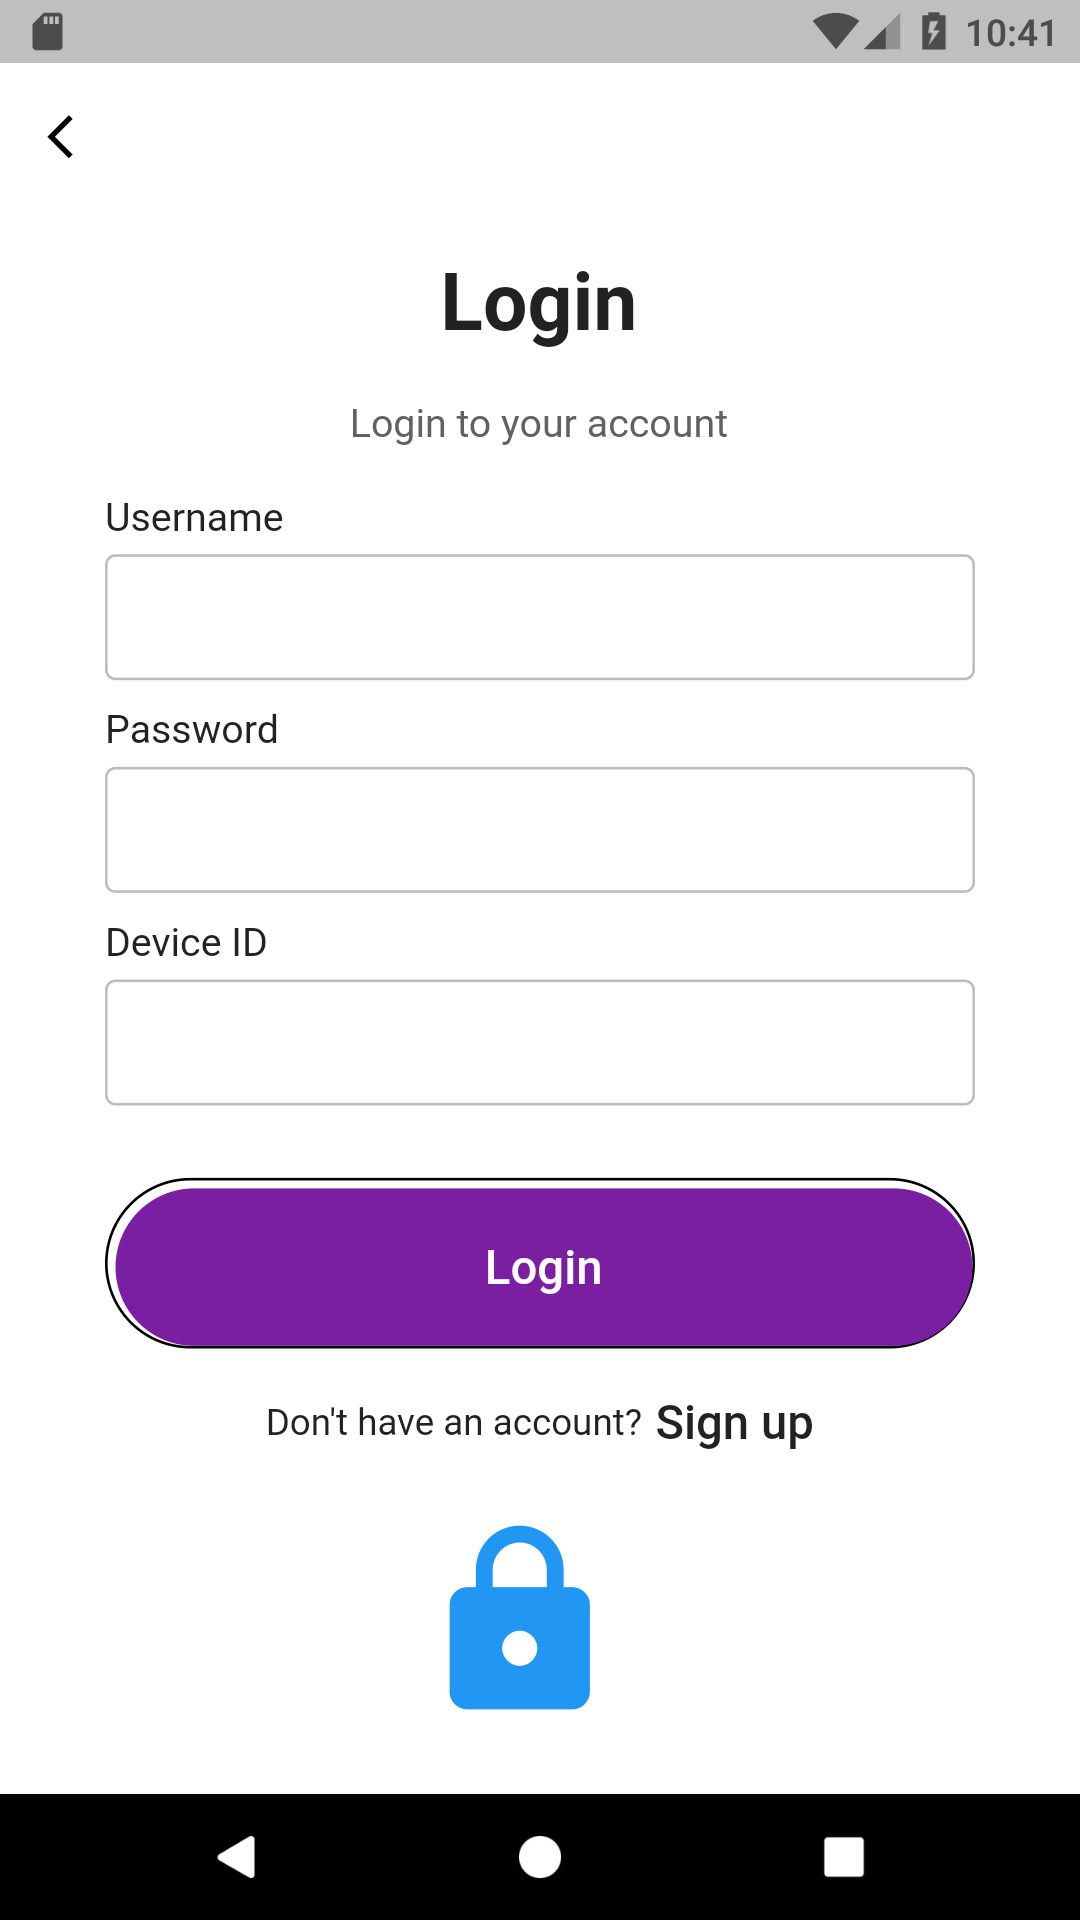 10:41
Login
Login to your account
Username
Password
Device ID
Login
Don't have an account? Sign up